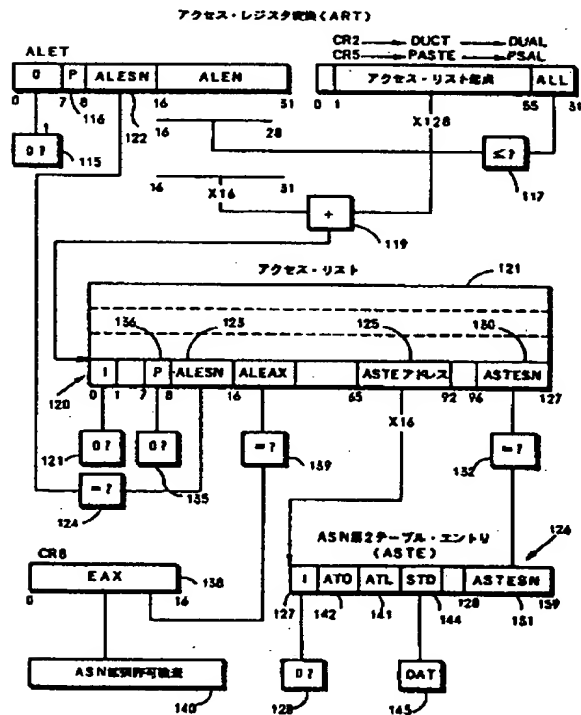 アクセス・レジスタ変換(ART)
ALET
CR2 DUCT DUAL
CR5 PASTE PSAL
0 P ALESN ALEN
アクセス・リスト起点 ALL
0 7 8 16 31
0 1 55 31
116
122
16 28
X128
1
0?
115
≤?
117
16 31
X16
+
119
アクセス・リスト
121
136 123 125 130
I P ALESN ALEAX ASTEアドレス ASTESN
120
0 1 7 8 16 65 92 96 127
X16
0? 0? =? =?
121 135 139 132
=?
124
ASN第2テーブル・エントリ
(ASTE)
126
CR8
EAX
138
0 16
I ATO ATL STD ASTESN
127 142 141 144 128 151 159
ASN拡張許可検査
140
0?
128
DAT
145